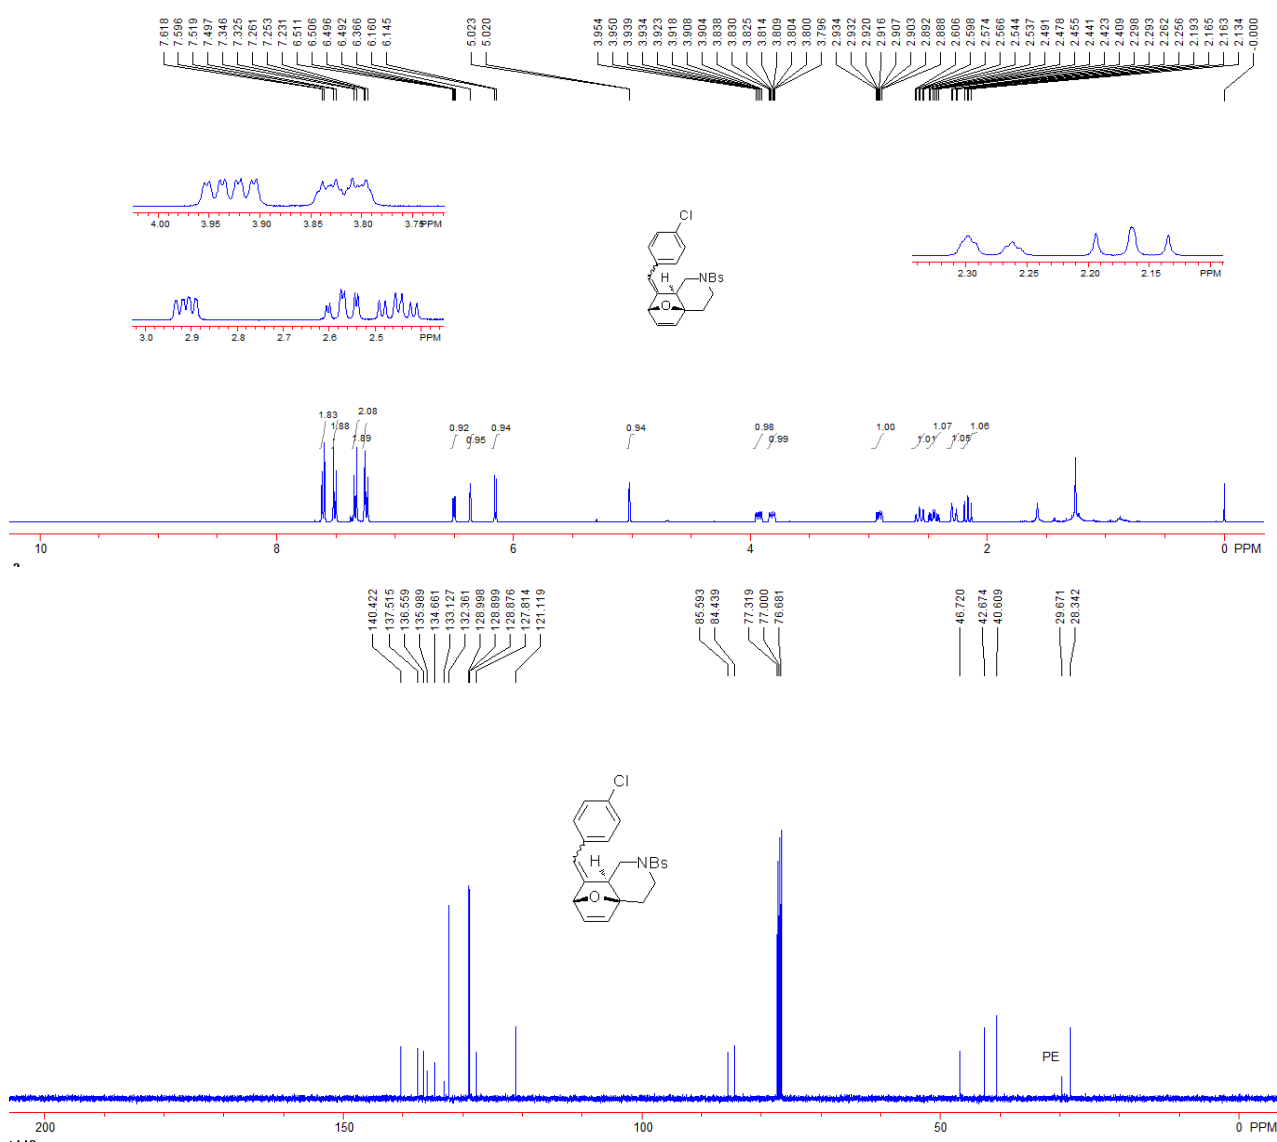 7.618 7.596 7.519 7.497 7.346 7.325 7.261 7.253 7.231 6.511 6.506 6.496 6.492 6.366 6.160 6.145 5.023 5.020 3.954 3.950 3.939 3.934 3.923 3.918 3.908 3.904 3.838 3.830 3.825 3.814 3.809 3.804 3.800 3.796 2.934 2.932 2.920 2.916 2.907 2.903 2.892 2.888 2.606 2.598 2.574 2.566 2.544 2.537 2.491 2.478 2.455 2.441 2.423 2.409 2.298 2.293 2.262 2.256 2.193 2.165 2.163 2.134 -0.000
4.00 3.95 3.90 3.85 3.80 3.75 PPM
Cl
H
NBs
O
2.30 2.25 2.20 2.15 PPM
3.0 2.9 2.8 2.7 2.6 2.5 PPM
1.83 1.88 1.89 2.08 0.92 0.95 0.94 0.94 0.98 0.99 1.00 1.01 1.07 1.05 1.06
10 8 6 4 2 0 PPM
140.422 137.515 136.559 135.989 134.661 133.127 132.361 128.998 128.899 128.876 127.814 121.119 85.593 84.439 77.319 77.000 76.681 46.720 42.674 40.609 29.671 28.342
Cl
H
NBs
O
PE
200 150 100 50 0 PPM